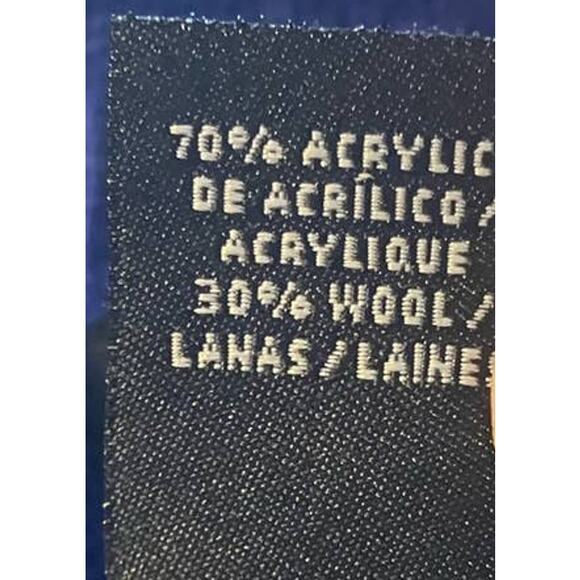 70% ACRYLIC
DE ACRÍLICO /
ACRYLIQUE
30% WOOL /
LANAS / LAINE